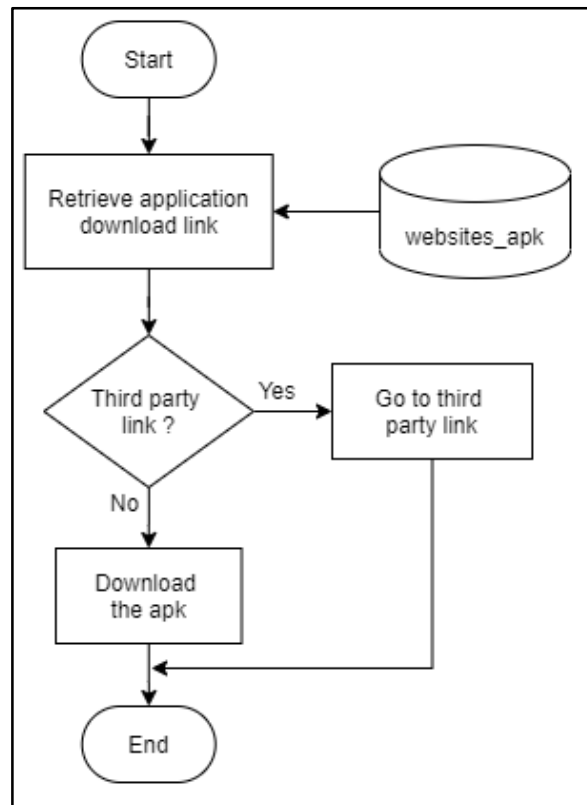 Start
Retrieve application
download link
websites_apk
Third party
link ?
Yes
Go to third
party link
No
Download
the apk
End